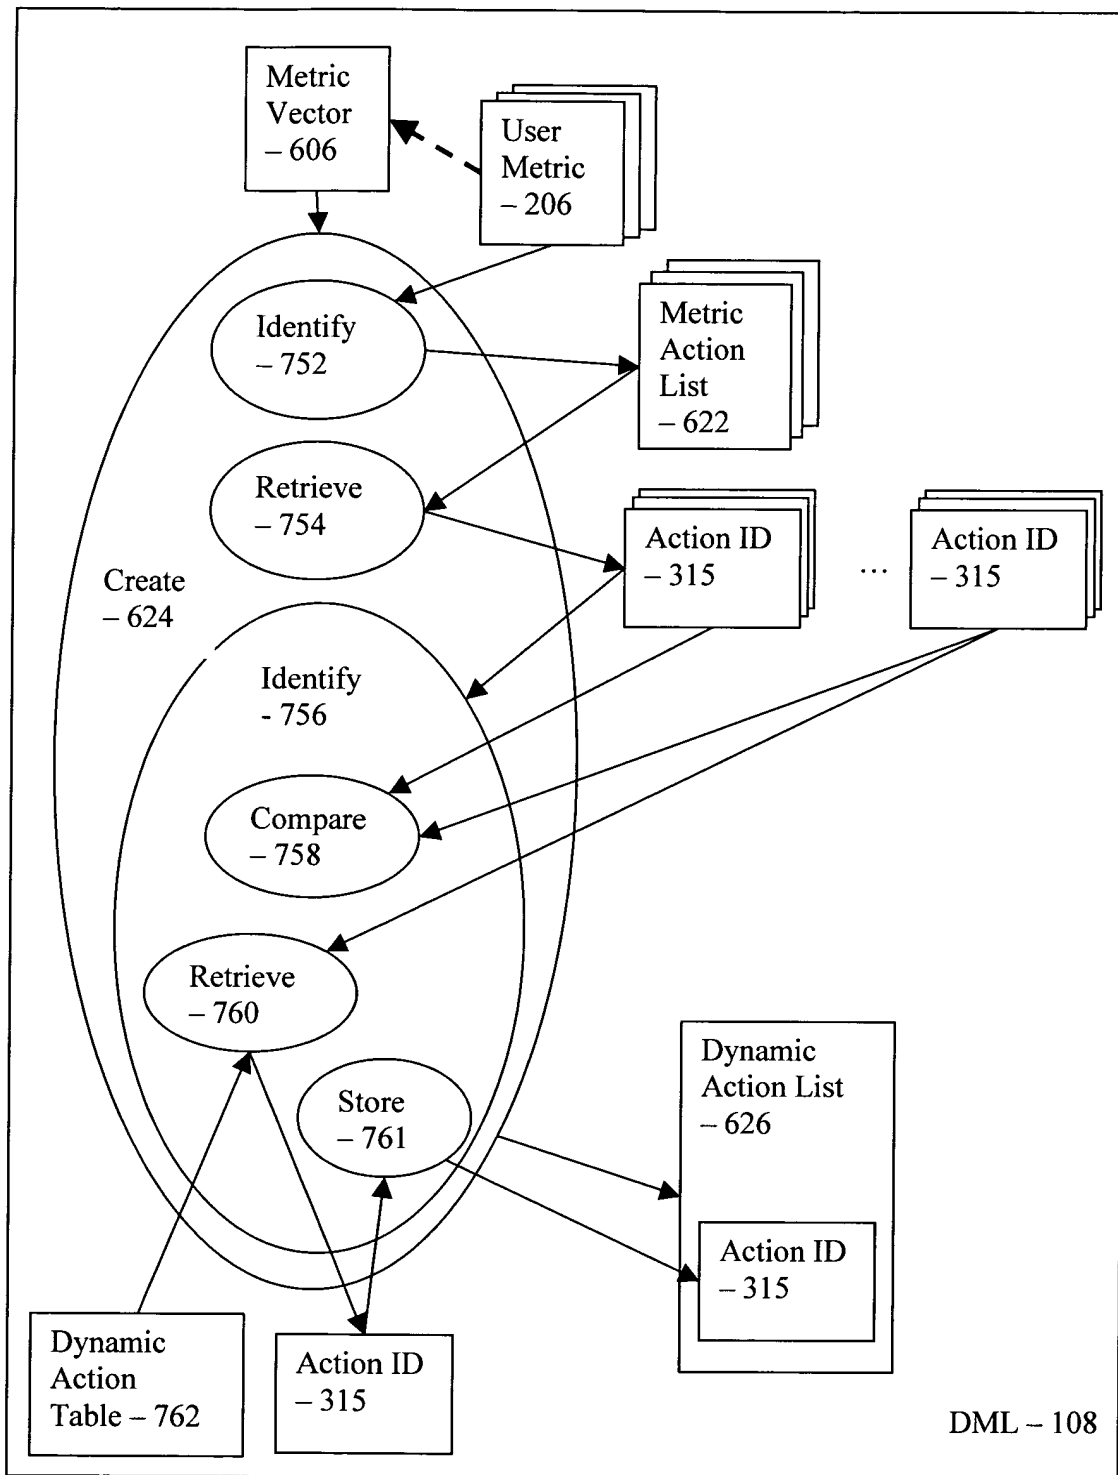 Metric
Vector
– 606
User
Metric
– 206
Identify
– 752
Metric
Action
List
– 622
Retrieve
– 754
Action ID
– 315
...
Action ID
– 315
Create
– 624
Identify
- 756
Compare
– 758
Retrieve
– 760
Store
– 761
Dynamic
Action List
– 626
Action ID
– 315
Dynamic
Action
Table – 762
Action ID
– 315
DML – 108